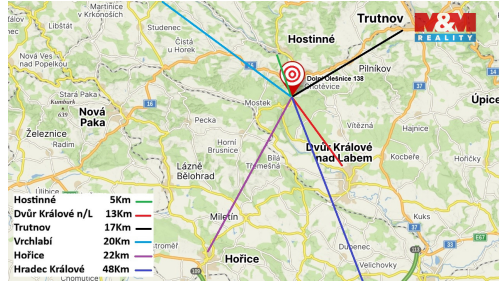 Martinice
v Krkonoších
Studenec
Čistá
u Horek
Hostinné
Trutnov
M&M
REALITY
Pilníkov
Nová Ves
nad Popelkou
Dolní Olešnice 138
Stará Paka
Kumburk
Nová
Paka
Mostek
Úpice
Pecka
Vítězná
Železnice
Radim
Horní
Brusnice
Hajnice
Dvůr Králové
nad Labem
Kocbeře
Hořičky
Lázně
Bělohrad
Bílá
Třemešná
Miletín
Kuks
Hořice
Dubenec
Velichovky
Hostinné 5Km
Dvůr Králové n/L 13Km
Trutnov 17Km
Vrchlabí 20Km
Hořice 22km
Hradec Králové 48Km